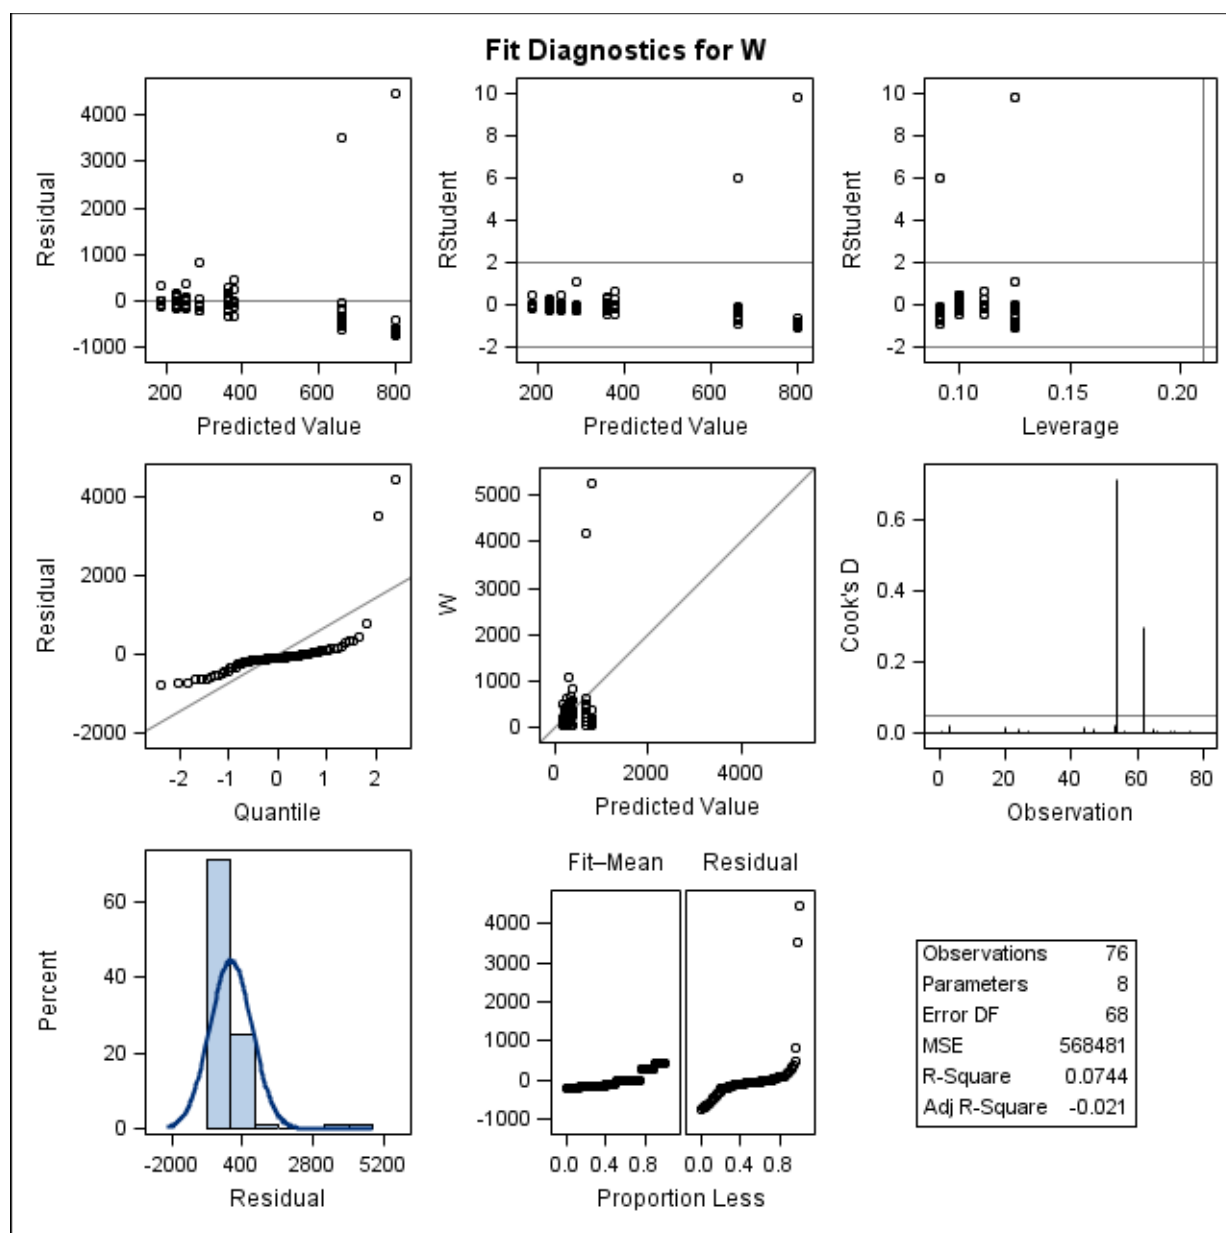 Fit Diagnostics for W
4000
3000
2000
1000
0
-1000
Residual
200 400 600 800
Predicted Value
10
8
6
4
2
0
-2
RStudent
200 400 600 800
Predicted Value
10
8
6
4
2
0
-2
RStudent
0.10 0.15 0.20
Leverage
4000
2000
0
-2000
Residual
-2 -1 0 1 2
Quantile
5000
4000
3000
2000
1000
0
W
0 2000 4000
Predicted Value
0.6
0.4
0.2
0.0
Cook's D
0 20 40 60 80
Observation
60
40
20
0
Percent
-2000 400 2800 5200
Residual
Fit–Mean Residual
4000
3000
2000
1000
0
-1000
0.0 0.4 0.8 0.0 0.4 0.8
Proportion Less
Observations 76
Parameters 8
Error DF 68
MSE 568481
R-Square 0.0744
Adj R-Square -0.021